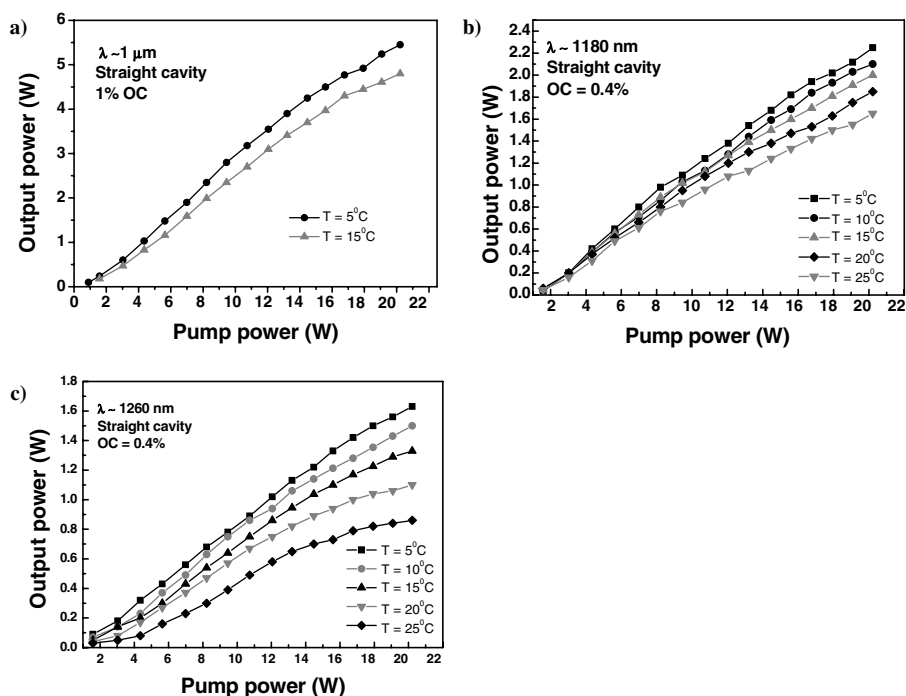 a)
λ ~1 μm
Straight cavity
1% OC
Output power (W)
6
5
4
3
2
1
0
T = 5⁰C
T = 15⁰C
0 2 4 6 8 10 12 14 16 18 20 22
Pump power (W)
b)
λ ~ 1180 nm
Straight cavity
OC = 0.4%
Output power (W)
2.4
2.2
2.0
1.8
1.6
1.4
1.2
1.0
0.8
0.6
0.4
0.2
0.0
T = 5⁰C
T = 10⁰C
T = 15⁰C
T = 20⁰C
T = 25⁰C
2 4 6 8 10 12 14 16 18 20 22
Pump power (W)
c)
λ ~ 1260 nm
Straight cavity
OC = 0.4%
Output power (W)
1.8
1.6
1.4
1.2
1.0
0.8
0.6
0.4
0.2
0.0
T = 5⁰C
T = 10⁰C
T = 15⁰C
T = 20⁰C
T = 25⁰C
2 4 6 8 10 12 14 16 18 20 22
Pump power (W)